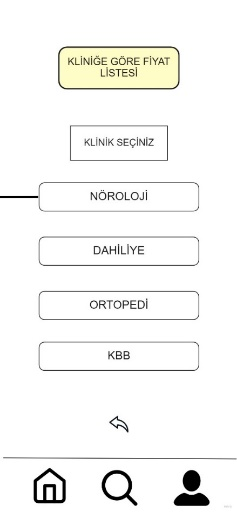 KLİNİĞE GÖRE FİYAT
LİSTESİ
KLİNİK SEÇİNİZ
NÖROLOJİ
DAHİLİYE
ORTOPEDİ
KBB